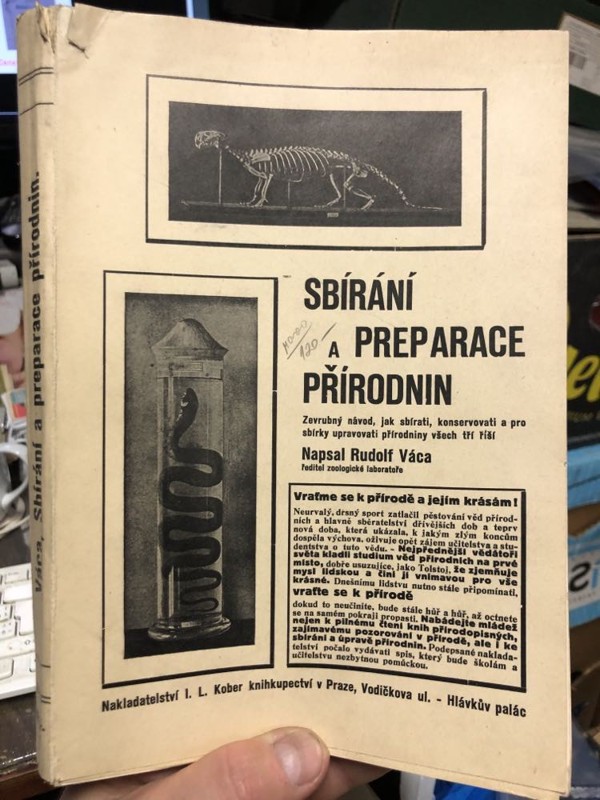 Váca, Sbírání a preparace přírodnin.
SBÍRÁNÍ
A PREPARACE
PŘÍRODNIN
120-
Zevrubný návod, jak sbírati, konservovati a pro
sbírky upravovati přírodniny všech tří říší
Napsal Rudolf Váca
ředitel zoologické laboratoře
Vraťme se k přírodě a jejím krásám!
Neurvalý, drsný sport zatlačil pěstování věd přírod-
ních a hlavně sběratelství dřívějších dob a teprv
nová doba, která ukázala, k jakým zlým koncům
dospěla výchova, oživuje opět zájem učitelstva a stu-
dentstva o tuto vědu. - Nejpřednější vědátoři
světa kladli studium věd přírodních na prvé
místo, dobře usuzujíce, jako Tolstoj, že zjemňuje
mysl lidskou a činí ji vnímavou pro vše
krásné. Dnešnímu lidstvu nutno stále připomínati,
vraťte se k přírodě
dokud to neučiníte, bude stále hůř a hůř, až octnete
se na samém pokraji propasti. Nabádejte mládež
nejen k pilnému čtení knih přírodopisných,
zajímavému pozorování v přírodě, ale i ke
sbírání a úpravě přírodnin. Podepsané naklada-
telství počalo vydávati spis, který bude školám a
učitelstvu nezbytnou pomůckou.
Nakladatelství I. L. Kober knihkupectví v Praze, Vodičkova ul. - Hlávkův palác